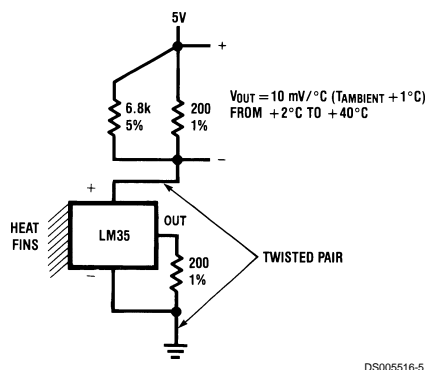 5V
+
6.8k
5%
200
1%
VOUT = 10 mV/°C (TAMBIENT + 1°C)
FROM + 2°C TO + 40°C
−
+
OUT
HEAT
FINS
LM35
TWISTED PAIR
200
1%
−
DS005516-5